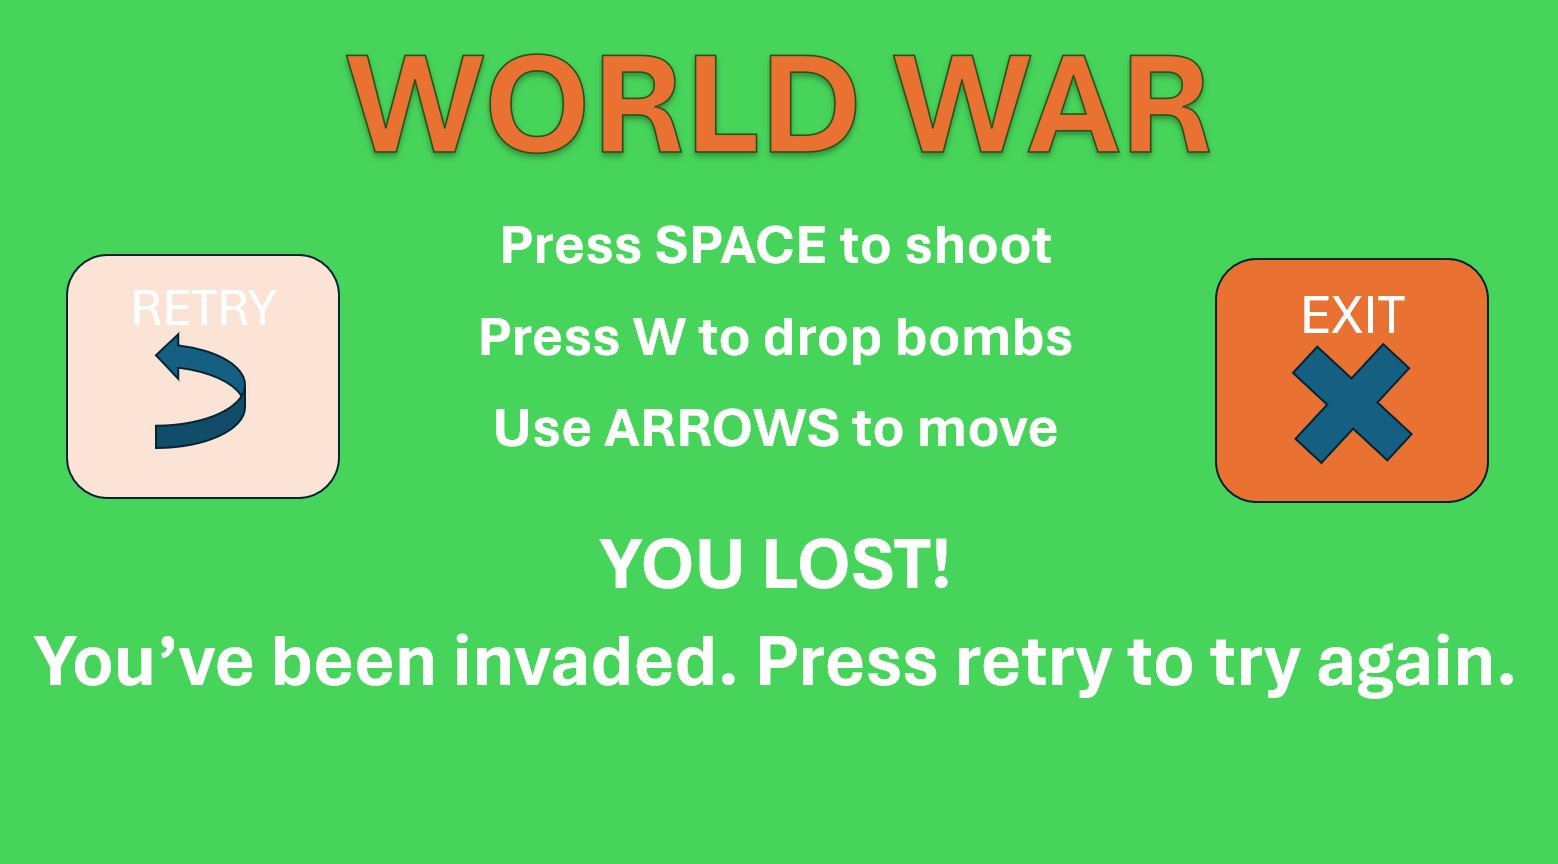 WORLD WAR
Press SPACE to shoot
RETRY
EXIT
Press W to drop bombs
Use ARROWS to move
YOU LOST!
You’ve been invaded. Press retry to try again.